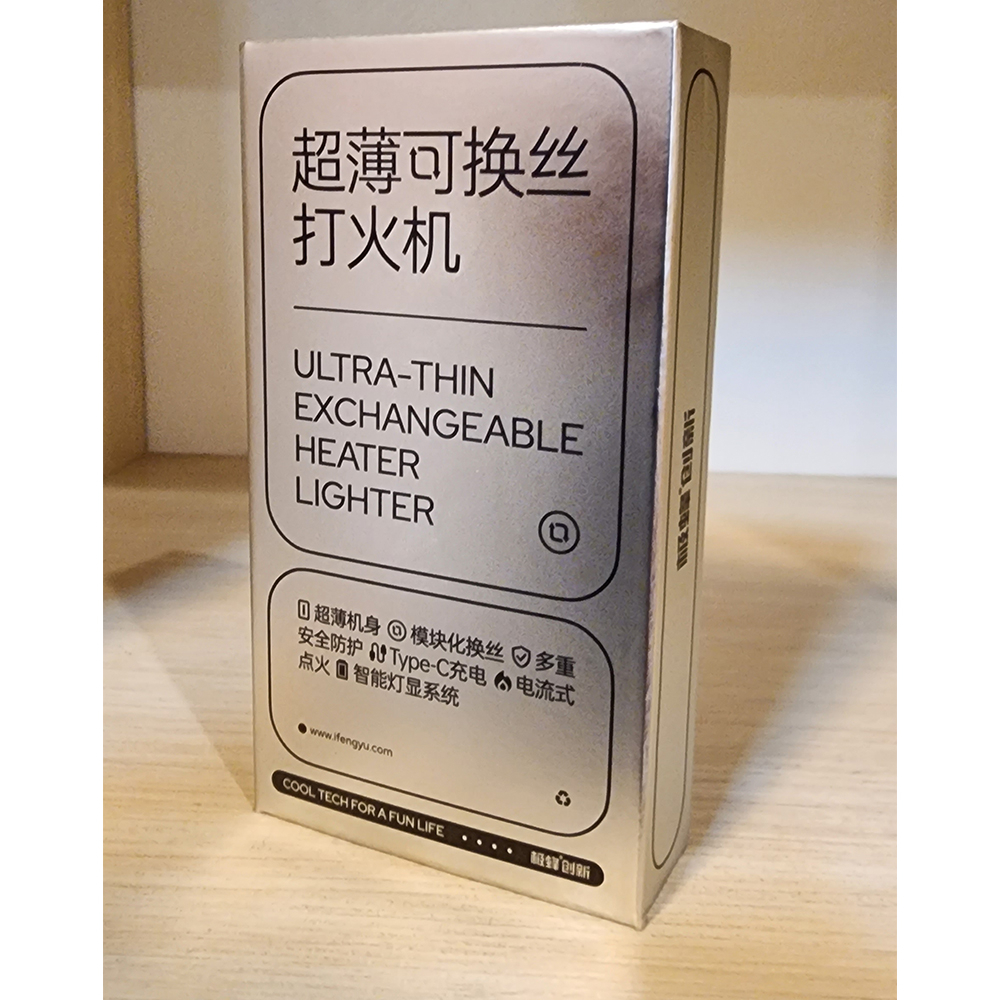 超薄可换丝
打火机
ULTRA-THIN
EXCHANGEABLE
HEATER
LIGHTER
超薄机身 模块化换丝 多重
安全防护 Type-C充电 电流式
点火 智能灯显系统
www.ifengyu.com
COOL TECH FOR A FUN LIFE
极蜂创新
极蜂创新